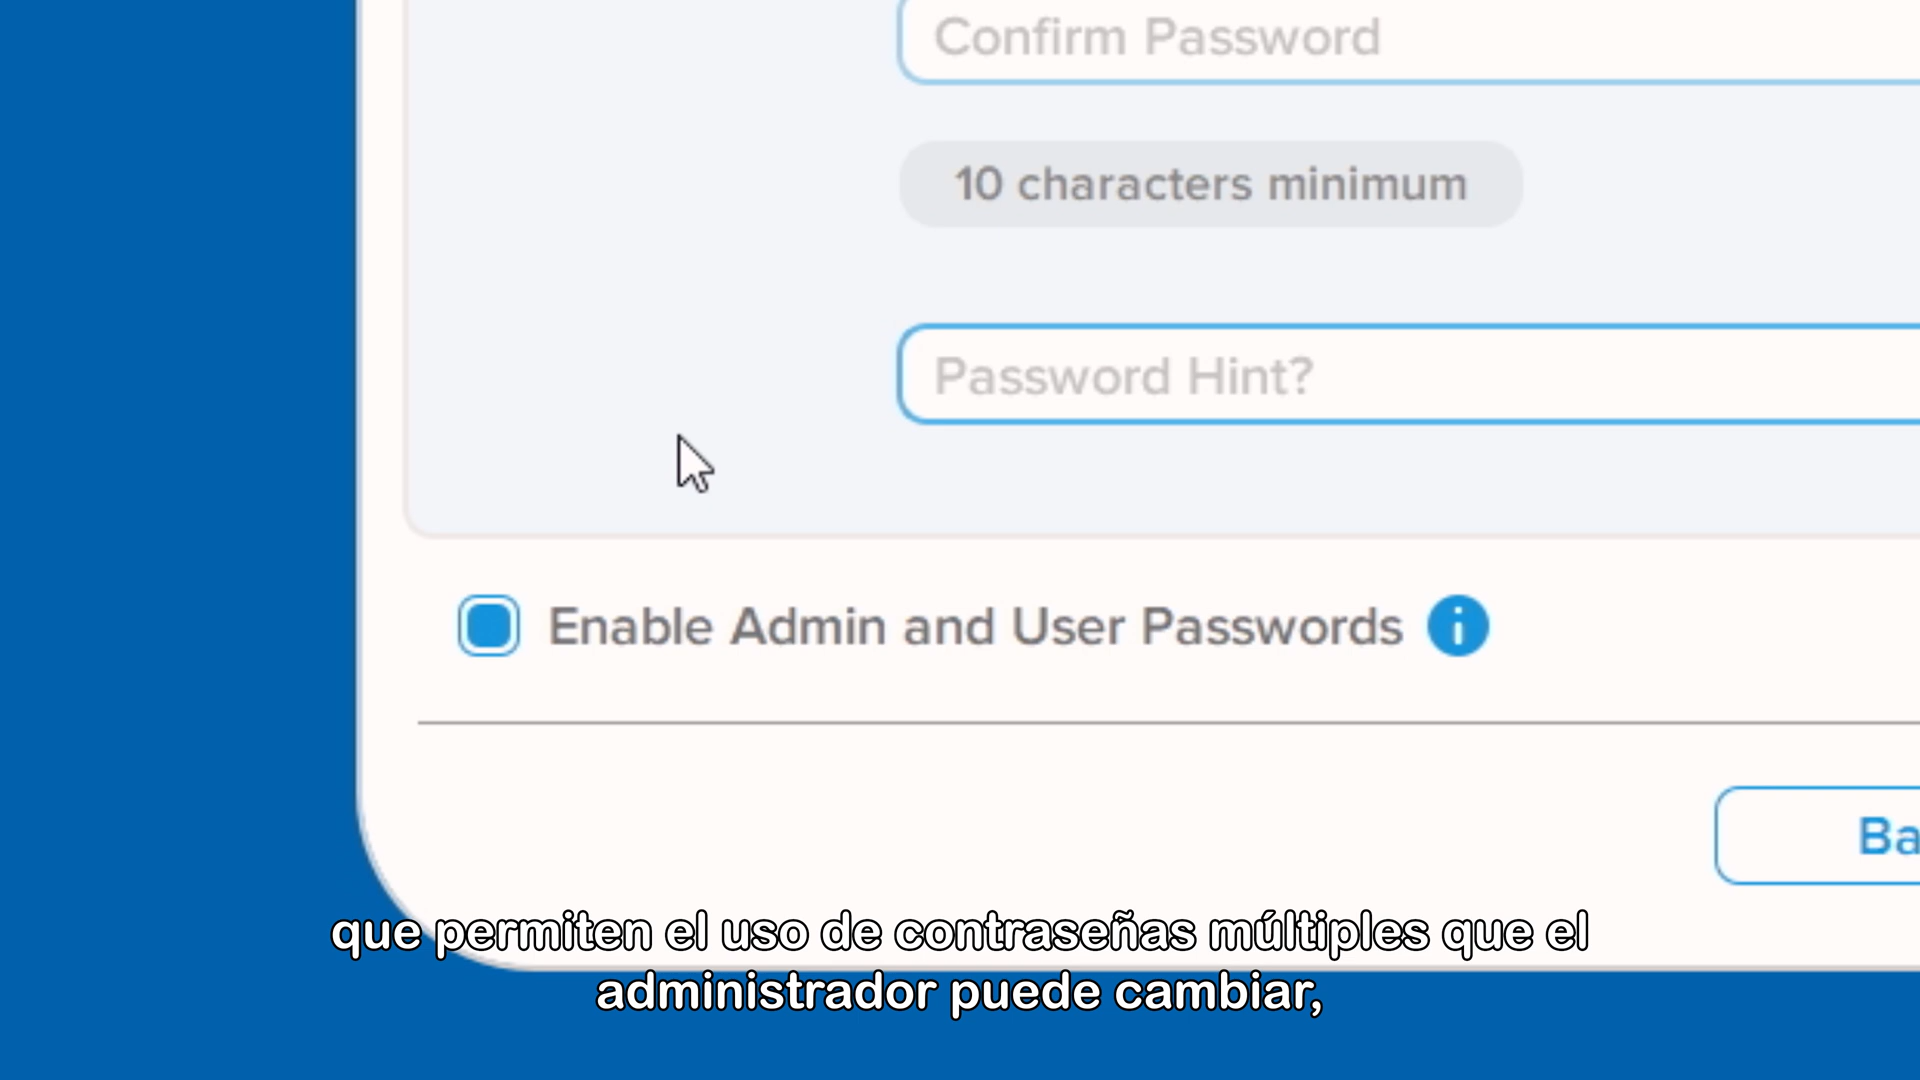 Confirm Password
10 characters minimum
Password Hint?
Enable Admin and User Passwords
Ba
que permiten el uso de contraseñas múltiples que el
administrador puede cambiar,